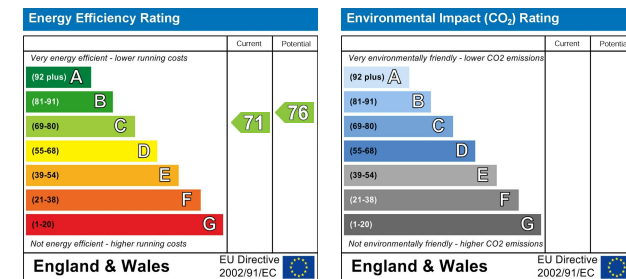 Energy Efficiency Rating
Current Potential
Very energy efficient - lower running costs
(92 plus) A
(81-91) B
(69-80) C
(55-68) D
(39-54) E
(21-38) F
(1-20) G
71
76
Not energy efficient - higher running costs
England & Wales
EU Directive
2002/91/EC
Environmental Impact (CO₂) Rating
Current Potential
Very environmentally friendly - lower CO2 emissions
(92 plus) A
(81-91) B
(69-80) C
(55-68) D
(39-54) E
(21-38) F
(1-20) G
Not environmentally friendly - higher CO2 emissions
England & Wales
EU Directive
2002/91/EC